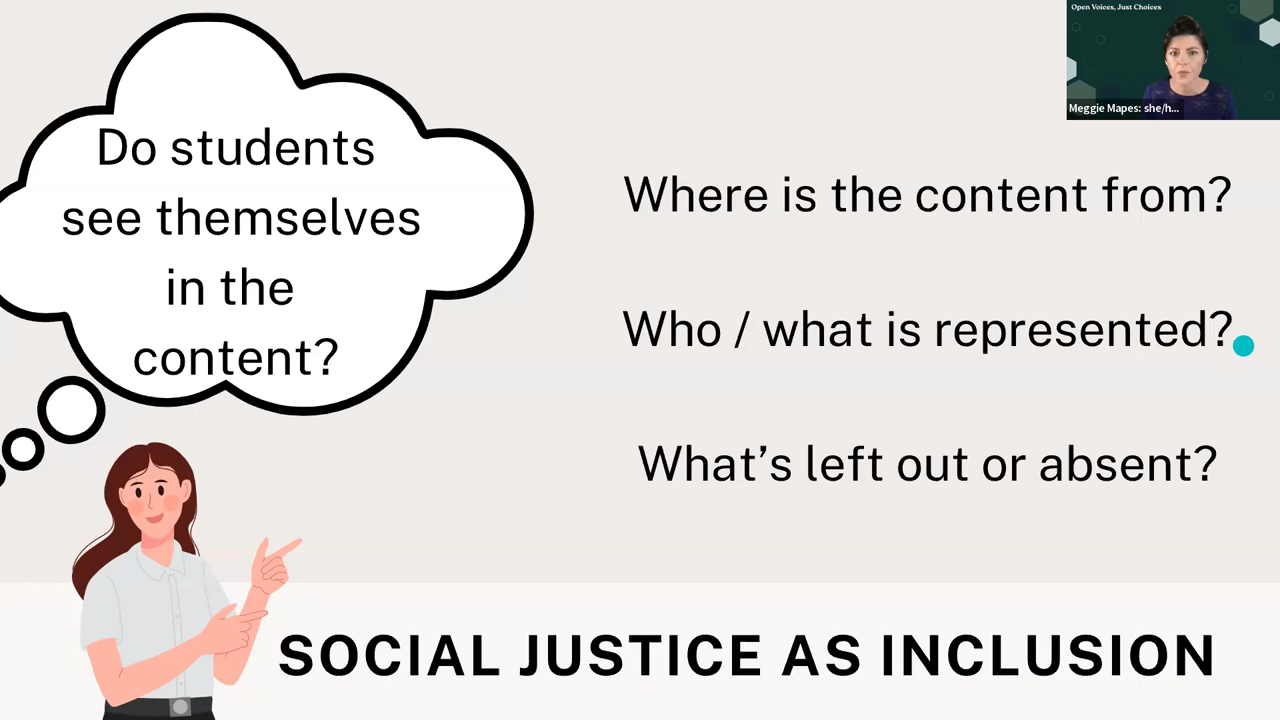 Open Voices, Just Choices
Meggie Mapes: she/h...
Do students
see themselves
in the
content?
Where is the content from?
Who / what is represented?
What’s left out or absent?
SOCIAL JUSTICE AS INCLUSION